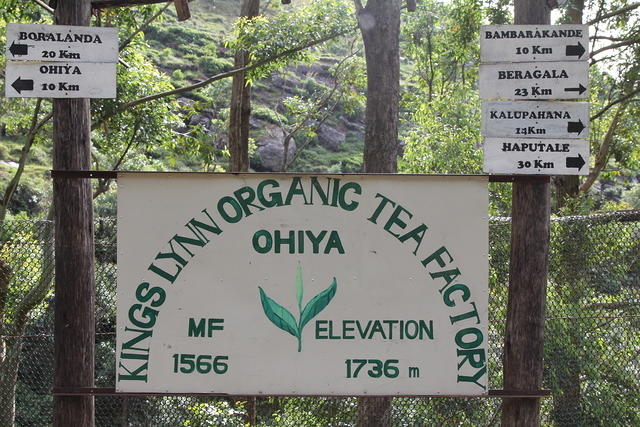 BORALANDA
20 Km
OHIYA
10 Km
BAMBARAKANDE
10 Km
BERAGALA
23 Km
KALUPAHANA
14Km
HAPUTALE
30 Km
KINGS LYNN ORGANIC TEA FACTORY
OHIYA
MF
1566
ELEVATION
1736 m